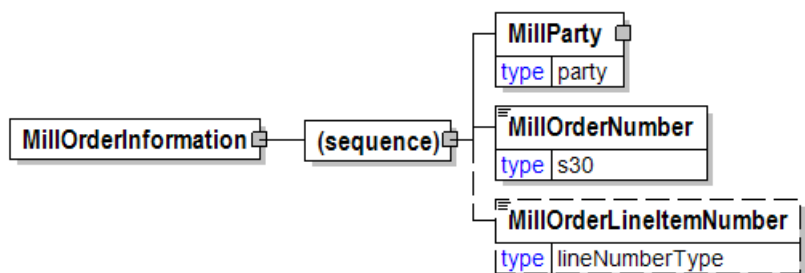 MillParty
type party
MillOrderInformation
(sequence)
MillOrderNumber
type s30
MillOrderLineItemNumber
type lineNumberType